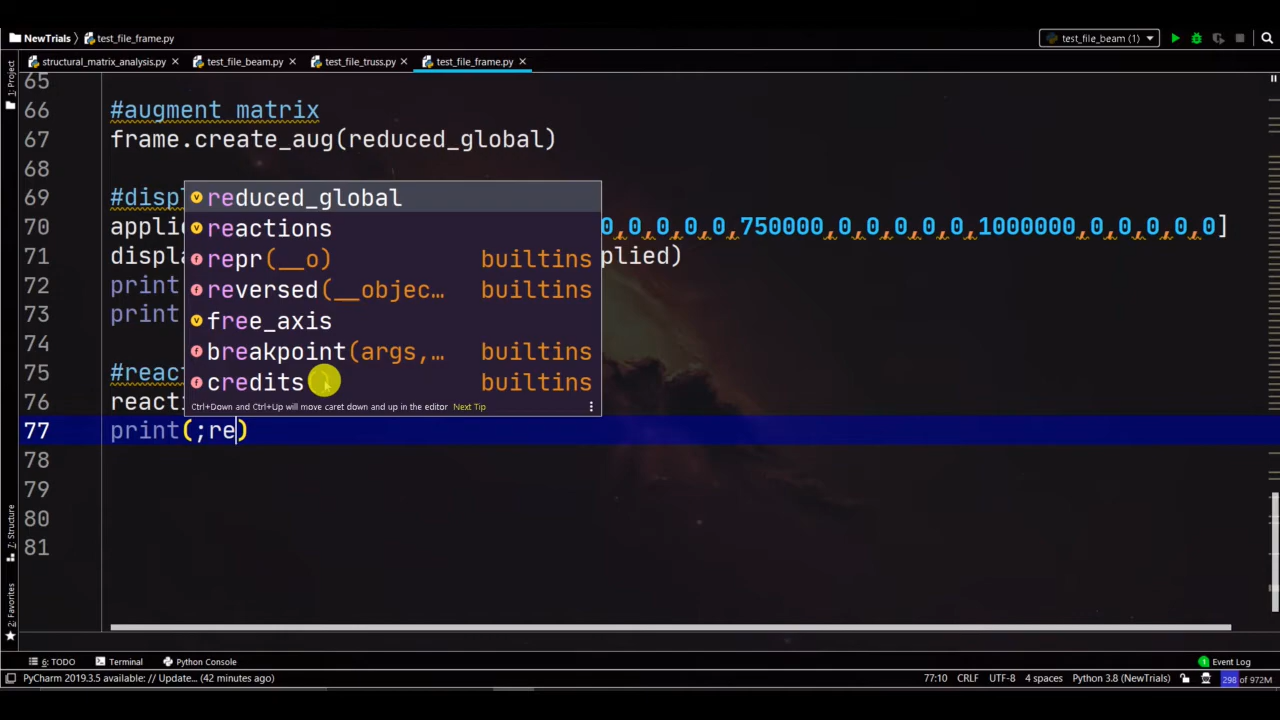 NewTrials
test_file_frame.py
test_file_beam (1)
structural_matrix_analysis.py
test_file_beam.py
test_file_truss.py
test_file_frame.py
1: Project
65
66 #augment matrix
67 frame.create_aug(reduced_global)
68
69 #displ
70 applie 0,0,0,0,0,750000,0,0,0,0,0,1000000,0,0,0,0,0]
71 displa plied)
72 print
73 print
74
75 #react
76 reacti
77 print(;re)
78
79
80
81
reduced_global
reactions
repr(__o) builtins
reversed(__objec… builtins
free_axis
breakpoint(args,… builtins
credits builtins
Ctrl+Down and Ctrl+Up will move caret down and up in the editor Next Tip
7: Structure
2: Favorites
6: TODO Terminal Python Console 1 Event Log
PyCharm 2019.3.5 available: // Update... (42 minutes ago) 77:10 CRLF UTF-8 4 spaces Python 3.8 (NewTrials) 298 of 972M